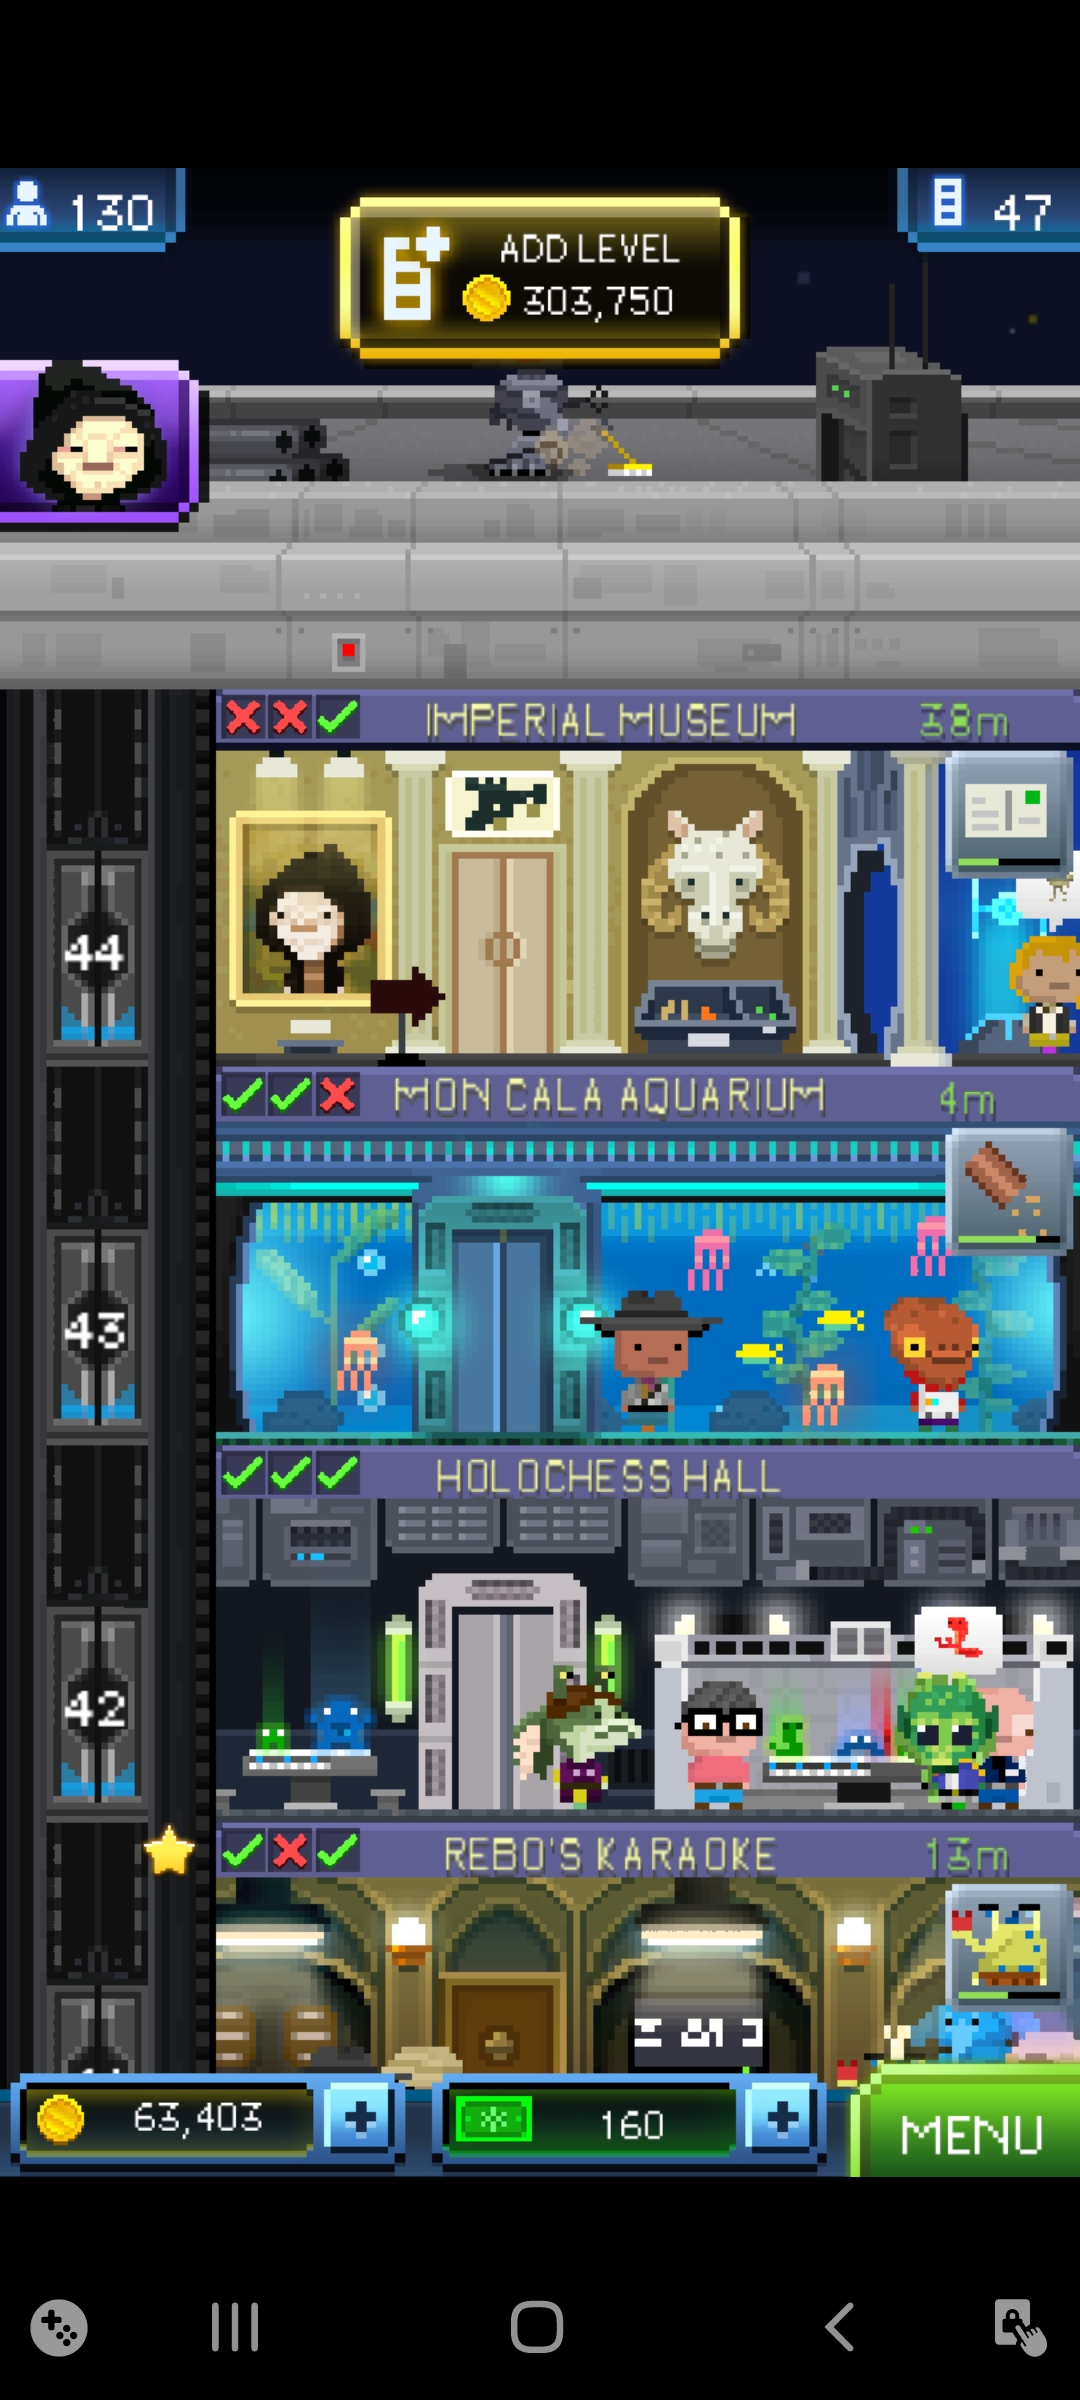 130
47
ADD LEVEL
303,750
IMPERIAL MUSEUM 38m
44
MON CALA AQUARIUM 4m
43
HOLOCHESS HALL
42
REBO'S KARAOKE 13m
63,403
160
MENU